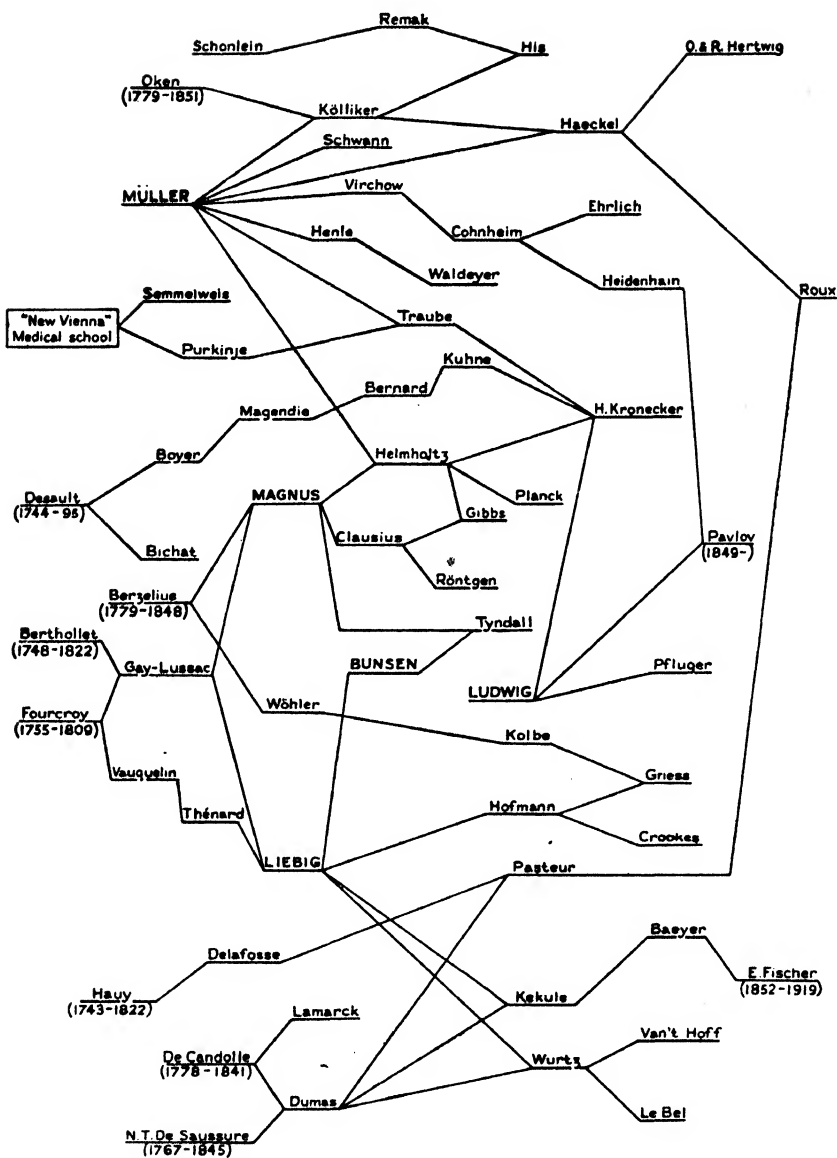 Remak
Schonlein
His
O. & R. Hertwig
Oken
(1779-1851)
Kölliker
Haeckel
Schwann
MÜLLER
Virchow
Ehrlich
Henle
Cohnheim
Waldeyer
Heidenhain
Roux
Semmelweis
"New Vienna"
Medical school
Traube
Purkinje
Kuhne
Bernard
Magendie
H. Kronecker
Boyer
Helmholtz
Desault
(1744-95)
MAGNUS
Planck
Gibbs
Clausius
Bichat
Pavlov
(1849-)
Röntgen
Berzelius
(1779-1848)
Tyndall
Berthollet
(1748-1822)
Gay-Lussac
BUNSEN
Pfluger
LUDWIG
Fourcroy
(1755-1809)
Wöhler
Kolbe
Vauquelin
Griess
Thénard
Hofmann
Crookes
LIEBIG
Pasteur
Baeyer
Delafosse
E. Fischer
(1852-1919)
Hauy
(1743-1822)
Kekule
Lamarck
Van't Hoff
De Candolle
(1778-1841)
Wurtz
Dumas
Le Bel
N.T. De Saussure
(1767-1845)